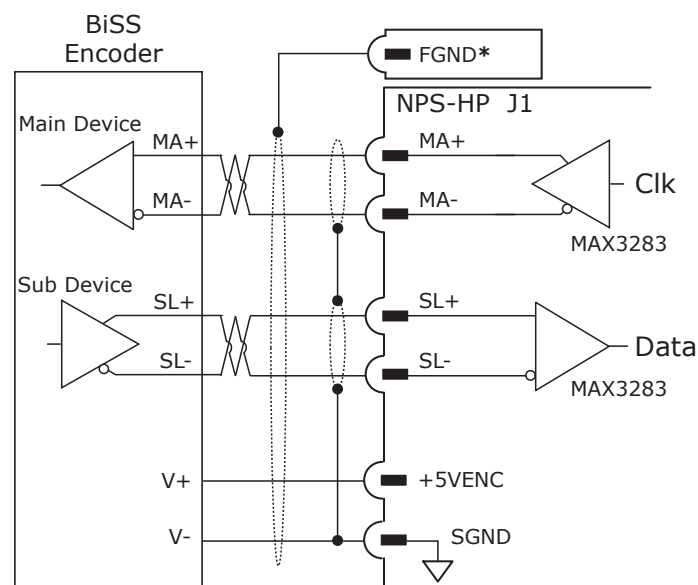 BiSS
Encoder
FGND*
NPS-HP J1
Main Device
MA+
MA+
Clk
MA-
MA-
MAX3283
Sub Device
SL+
SL+
Data
SL-
SL-
MAX3283
V+
+5VENC
V-
SGND